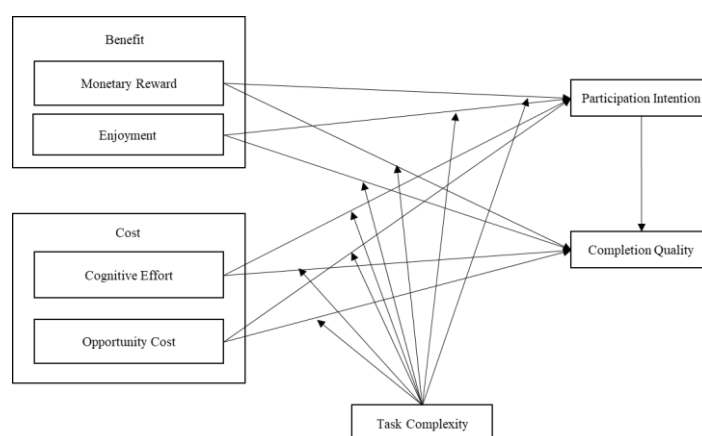 Benefit
Monetary Reward
Enjoyment
Participation Intention
Cost
Cognitive Effort
Opportunity Cost
Completion Quality
Task Complexity